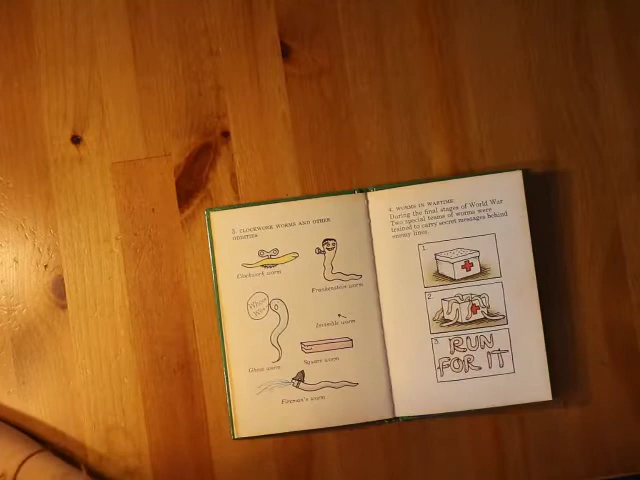 3. CLOCKWORK WORMS AND OTHER
ODDITIES
Clockwork worm
Frankenstein worm
Whooo
Wooo
Invisible worm
Ghost worm
Square worm
Fireman's worm
4. WORMS IN WARTIME
During the final stages of World War
Two special teams of worms were
trained to carry secret messages behind
enemy lines.
1
2
3
RUN
FOR IT